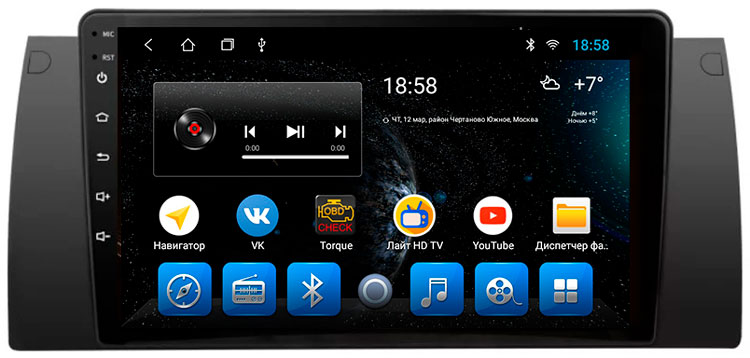 MIC
RST
18:58
18:58
+7°
ЧТ, 12 мар, район Чертаново Южное, Москва
Днём +8°
Ночью +5°
0:00
0:00
OBD
CHECK
Навигатор
VK
Torque
Лайт HD TV
YouTube
Диспетчер фа..